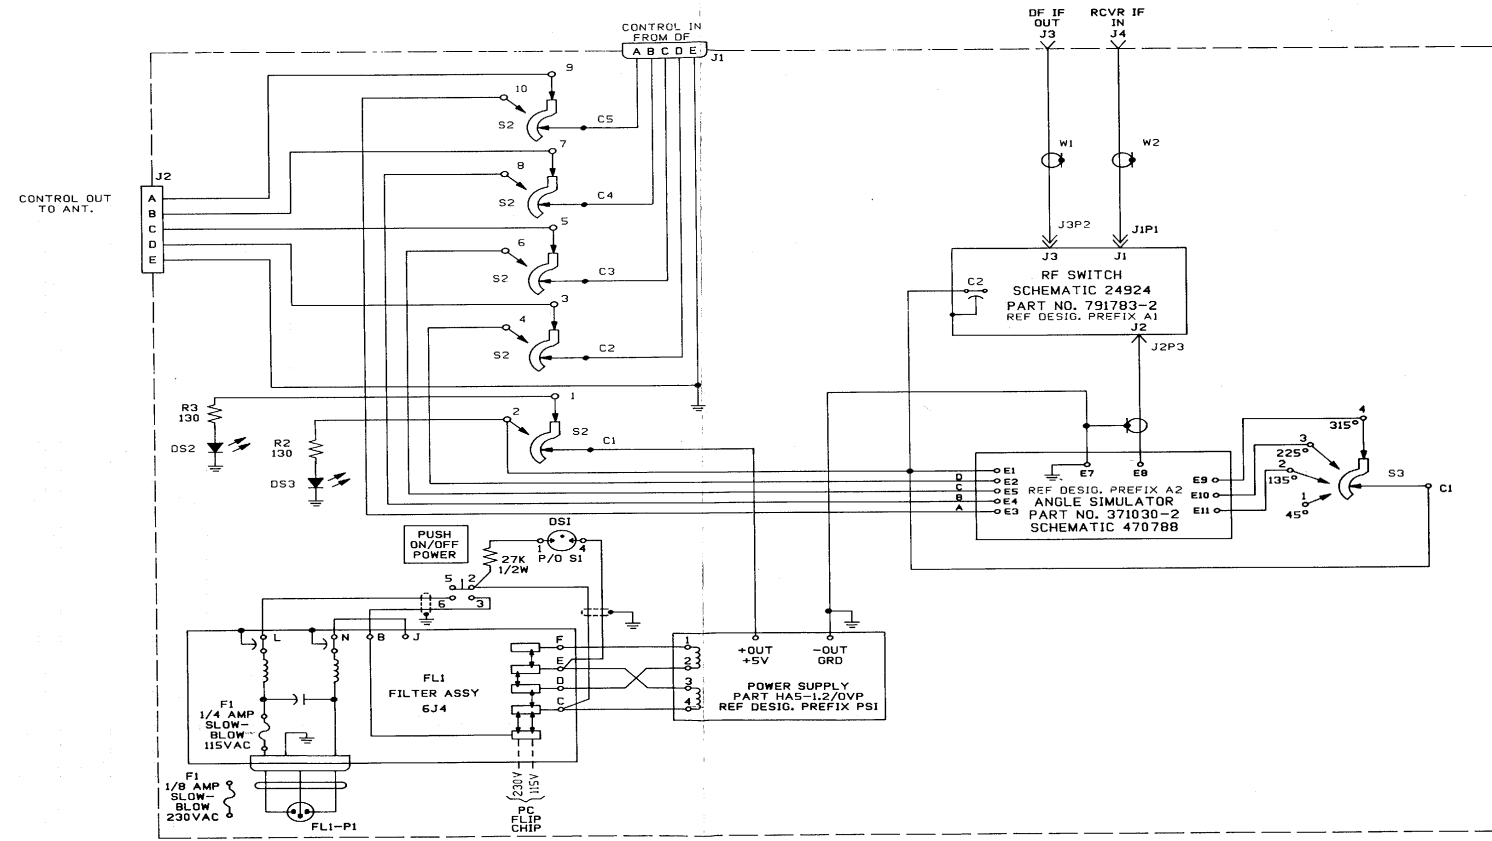 CONTROL IN
FROM DF
A B C D E
J1
DF IF
OUT
J3
RCVR IF
IN
J4
9
10
S2
C5
7
8
S2
C4
5
6
S2
C3
3
4
S2
C2
1
2
S2
C1
J2
CONTROL OUT
TO ANT.
A
B
C
D
E
W1
W2
J3P2
J1P1
J3
J1
RF SWITCH
SCHEMATIC 24924
PART NO. 791783-2
REF DESIG. PREFIX A1
J2
C2
J2P3
R3
130
DS2
R2
130
DS3
D
C
B
A
E1
E2
E5
E4
E3
E7
E8
REF DESIG. PREFIX A2
ANGLE SIMULATOR
PART NO. 371030-2
SCHEMATIC 470788
E9
E10
E11
4
315°
3
225°
2
135°
1
45°
S3
C1
PUSH
ON/OFF
POWER
DS1
1
4
P/O S1
27K
1/2W
5
2
6
3
L
N
B
J
F
E
D
C
FL1
FILTER ASSY
6J4
F1
1/4 AMP
SLOW-
BLOW
115VAC
F1
1/8 AMP
SLOW-
BLOW
230VAC
FL1-P1
230V
115V
PC
FLIP
CHIP
1
2
3
4
+OUT
+5V
-OUT
GRD
POWER SUPPLY
PART HA5-1.2/OVP
REF DESIG. PREFIX PS1